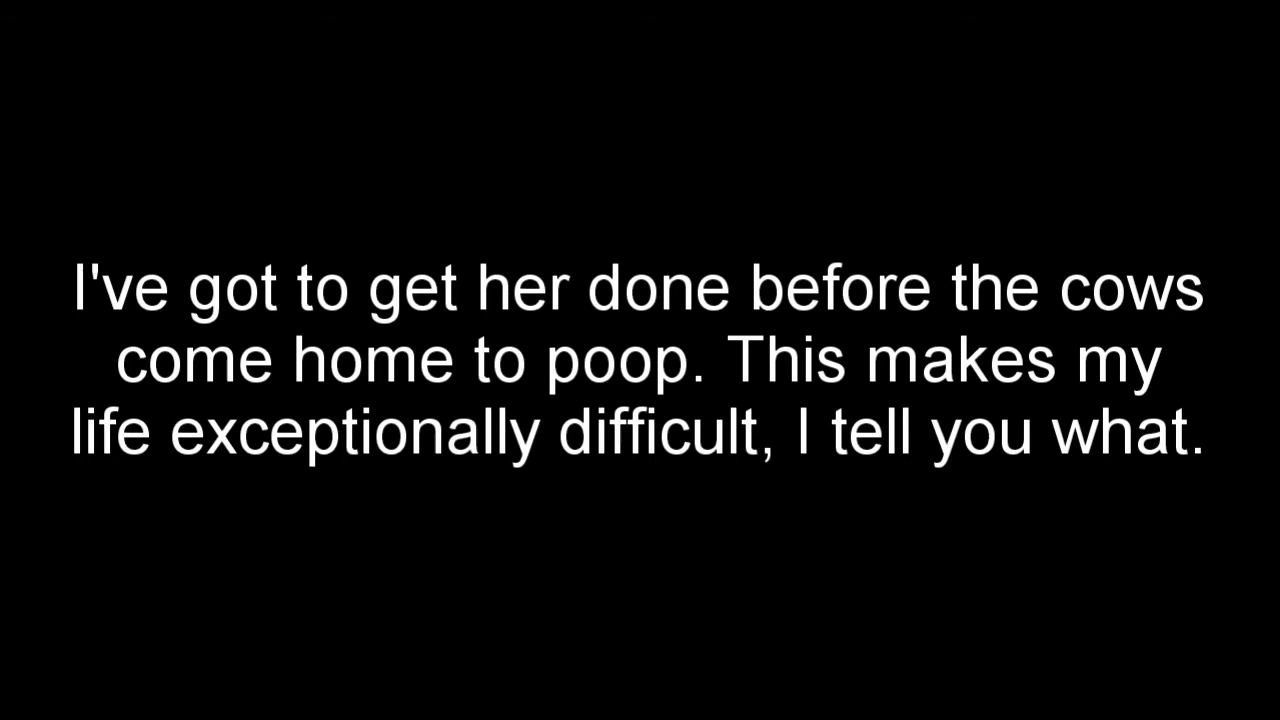 I've got to get her done before the cows
come home to poop. This makes my
life exceptionally difficult, I tell you what.